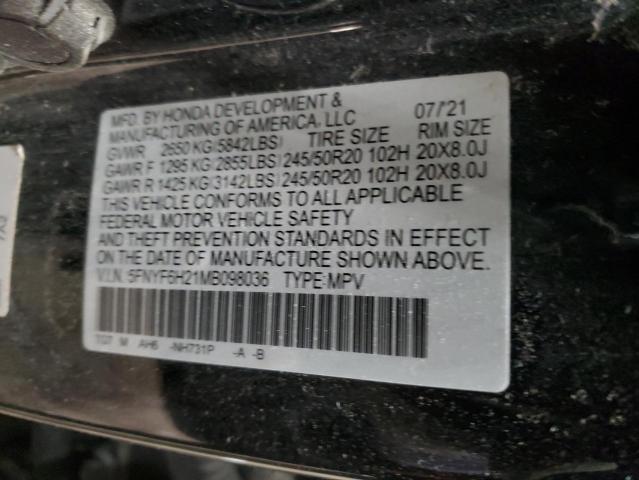 MFD. BY HONDA DEVELOPMENT & 07/'21
MANUFACTURING OF AMERICA, LLC
GVWR 2650 KG(5842LBS) TIRE SIZE RIM SIZE
GAWR F 1295 KG(2855LBS) 245/50R20 102H 20X8.0J
GAWR R 1425 KG(3142LBS) 245/50R20 102H 20X8.0J
THIS VEHICLE CONFORMS TO ALL APPLICABLE
FEDERAL MOTOR VEHICLE SAFETY
AND THEFT PREVENTION STANDARDS IN EFFECT
ON THE DATE OF MANUFACTURE SHOWN ABOVE.
V.I.N.:5FNYF6H21MB098036 TYPE:MPV
M AH6 -NH731P -A -B